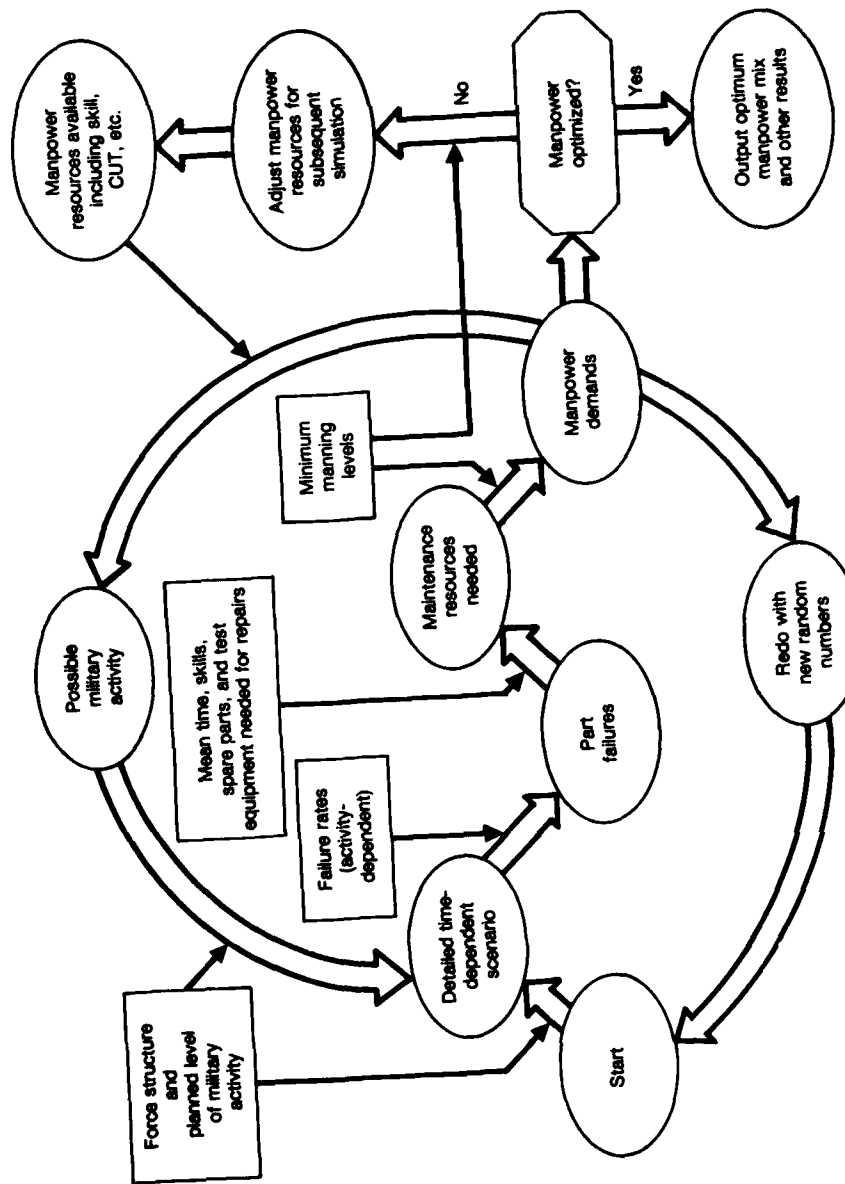 Force structure
and
planned level
of military
activity
Possible
military
activity
Manpower
resources available
including skill,
CUT, etc.
Mean time, skills,
spare parts, and test
equipment needed for repairs
Adjust manpower
resources for
subsequent
simulation
Failure rates
(activity-
dependent)
Minimum
manning
levels
No
Detailed time-
dependent
scenario
Maintenance
resources
needed
Manpower
optimized?
Start
Part
failures
Manpower
demands
Yes
Redo with
new random
numbers
Output optimum
manpower mix
and other results